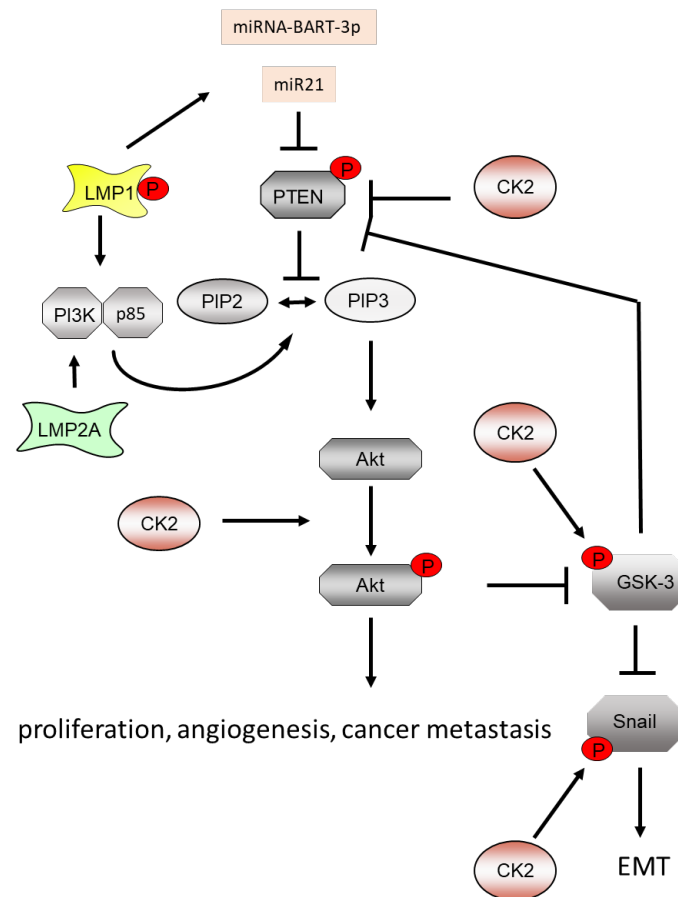 miRNA-BART-3p
miR21
P
LMP1 P
PTEN
CK2
PI3K p85
PIP2
PIP3
LMP2A
CK2
Akt
CK2
P
P
Akt
GSK-3
Snail
proliferation, angiogenesis, cancer metastasis
P
CK2
EMT